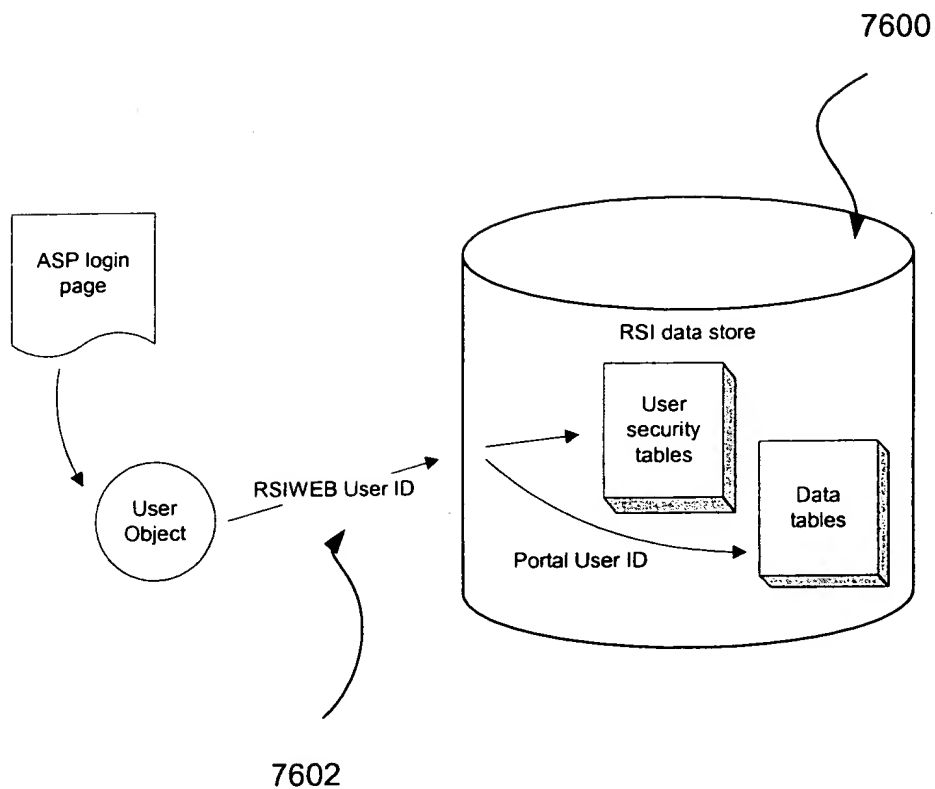 7600
ASP login
page
RSI data store
User
security
tables
RSIWEB User ID
User
Object
Data
tables
Portal User ID
7602